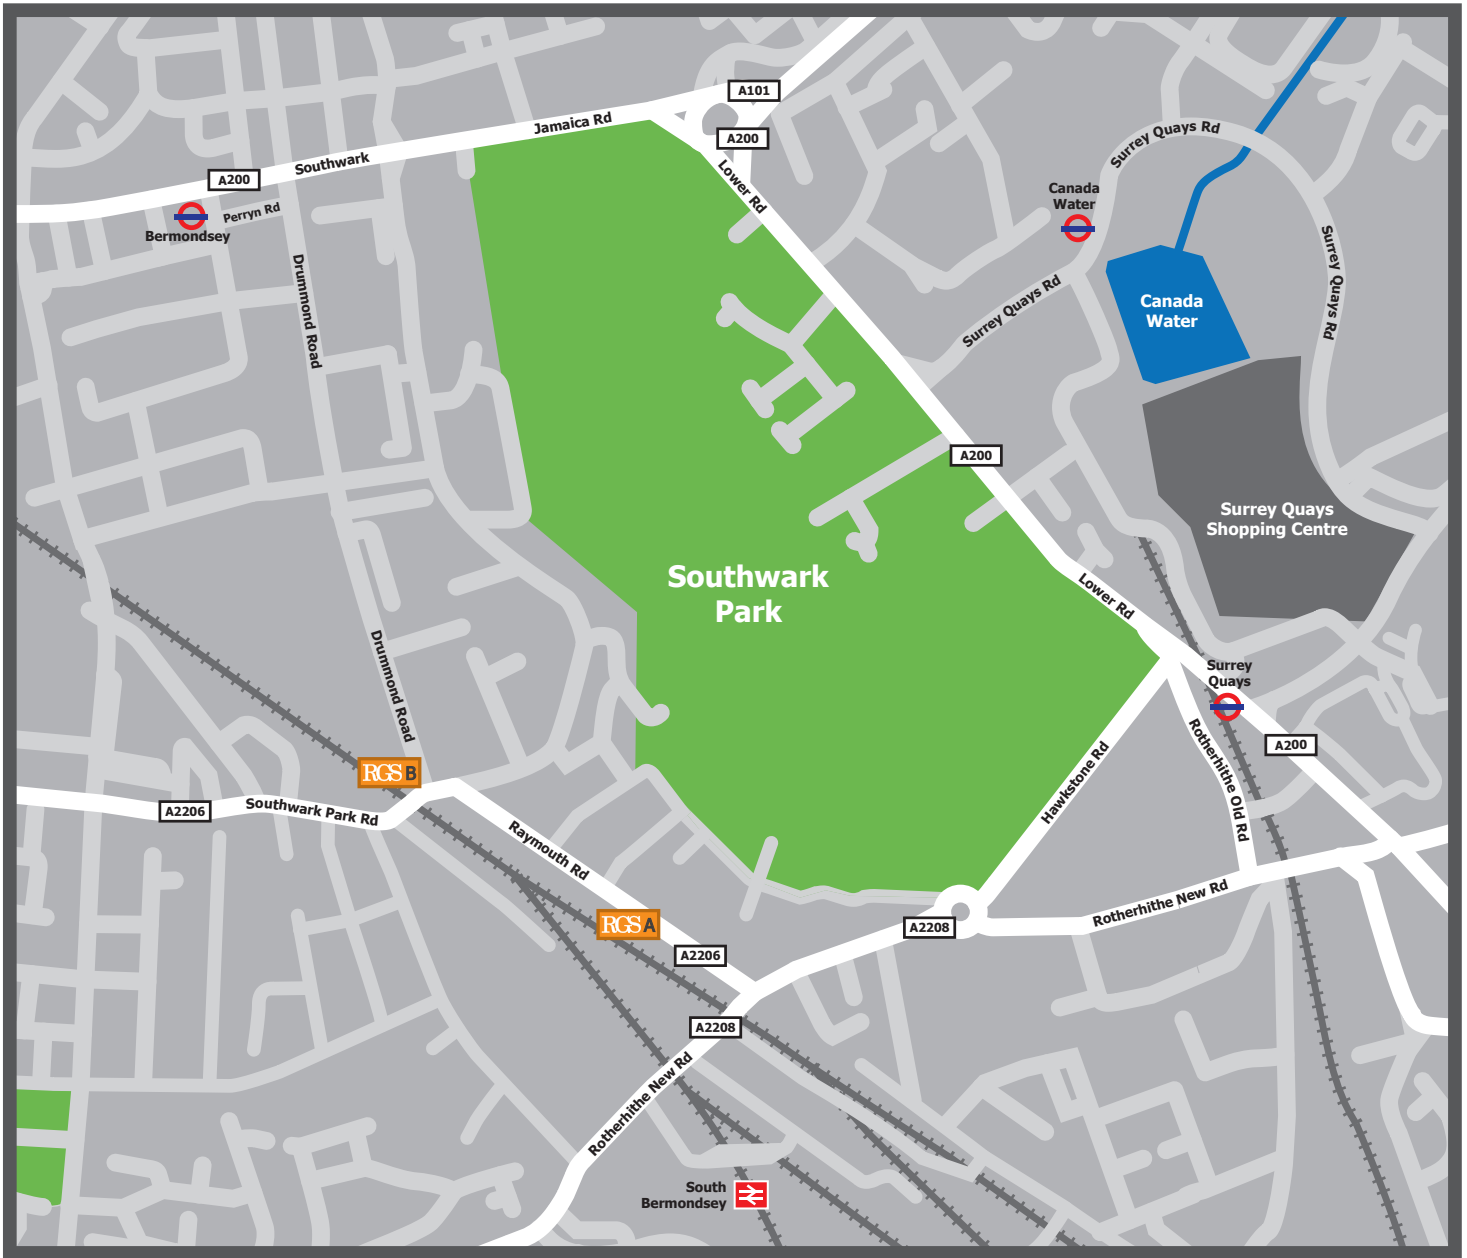 A101
Jamaica Rd
A200
Surrey Quays Rd
Southwark
A200
Lower Rd
Canada
Water
Perryn Rd
Bermondsey
Surrey Quays Rd
Drummond Road
Canada
Water
Surrey Quays Rd
A200
Surrey Quays
Shopping Centre
Southwark
Park
Lower Rd
Drummond Road
Surrey
Quays
A200
Rotherhithe Old Rd
Hawkstone Rd
RGS B
A2206
Southwark Park Rd
Raymouth Rd
Rotherhithe New Rd
RGS A
A2208
A2206
A2208
Rotherhithe New Rd
South
Bermondsey